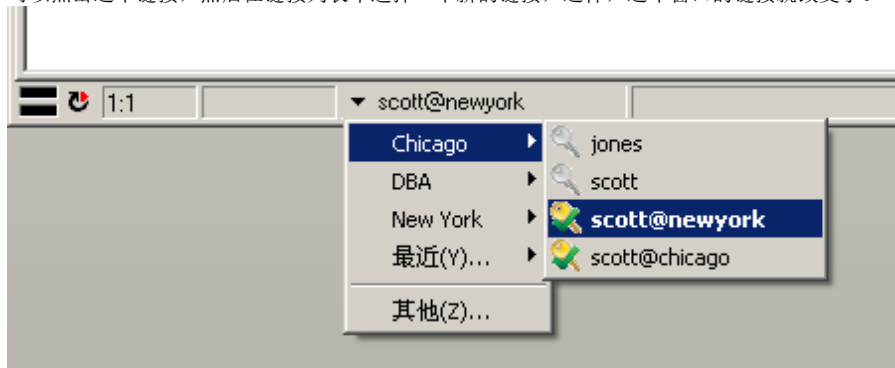 1:1
scott@newyork
Chicago
jones
DBA
scott
New York
scott@newyork
最近(Y)...
scott@chicago
其他(Z)...